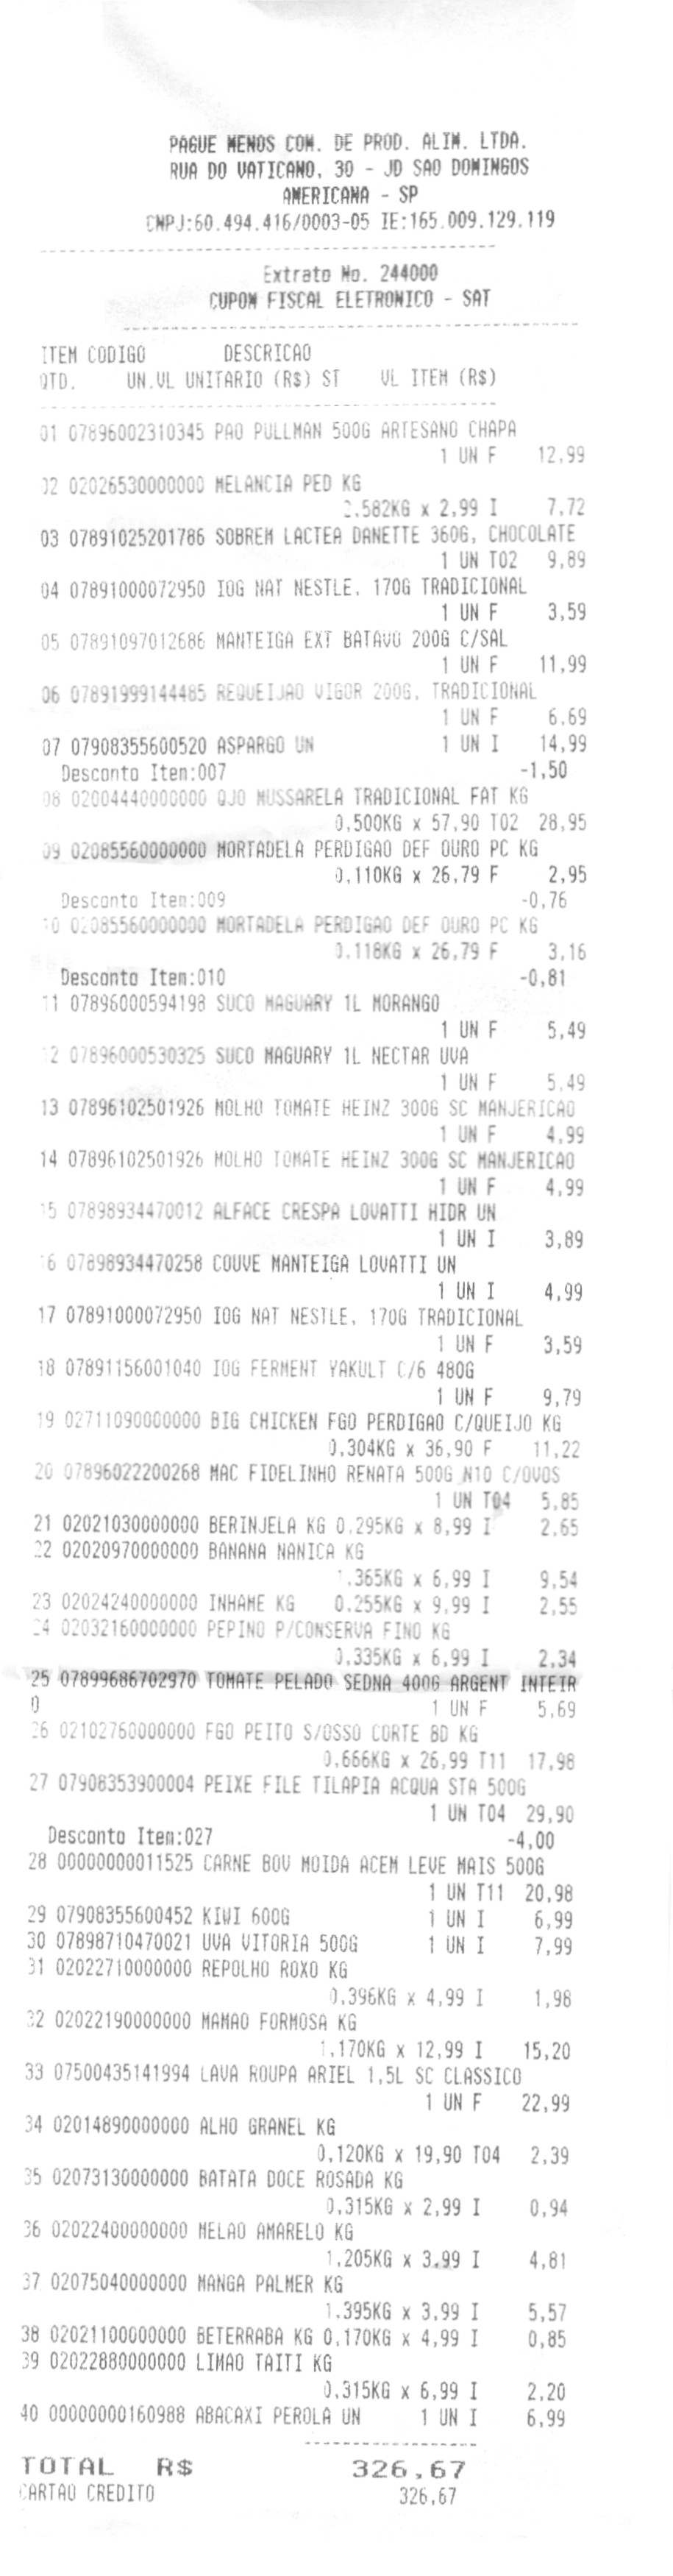 PAGUE MENOS COM. DE PROD. ALIM. LTDA.
RUA DO VATICANO, 30 - JD SAO DOMINGOS
AMERICANA - SP
CNPJ:60.494.416/0003-05 IE:165.009.129.119
Extrato No. 244000
CUPOM FISCAL ELETRONICO - SAT
ITEM CODIGO DESCRICAO
QTD. UN.VL UNITARIO (R$) ST VL ITEM (R$)
01 07896002310345 PAO PULLMAN 500G ARTESANO CHAPA
1 UN F 12,99
02 02026530000000 MELANCIA PED KG
2.582KG x 2,99 I 7,72
03 07891025201786 SOBREM LACTEA DANETTE 360G, CHOCOLATE
1 UN T02 9,89
04 07891000072950 IOG NAT NESTLE, 170G TRADICIONAL
1 UN F 3,59
05 07891097012686 MANTEIGA EXT BATAVO 200G C/SAL
1 UN F 11,99
06 07891999144485 REQUEIJAO VIGOR 200G, TRADICIONAL
1 UN F 6,69
07 07908355600520 ASPARGO UN 1 UN I 14,99
Desconto Item:007 -1,50
08 02004440000000 QJO MUSSARELA TRADICIONAL FAT KG
0,500KG x 57,90 T02 28,95
09 02085560000000 MORTADELA PERDIGAO DEF OURO PC KG
0,110KG x 26,79 F 2,95
Desconto Item:009 -0,76
10 02085560000000 MORTADELA PERDIGAO DEF OURO PC KG
0,118KG x 26,79 F 3,16
Desconto Item:010 -0,81
11 07896000594198 SUCO MAGUARY 1L MORANGO
1 UN F 5,49
12 07896000530325 SUCO MAGUARY 1L NECTAR UVA
1 UN F 5,49
13 07896102501926 MOLHO TOMATE HEINZ 300G SC MANJERICAO
1 UN F 4,99
14 07896102501926 MOLHO TOMATE HEINZ 300G SC MANJERICAO
1 UN F 4,99
15 07898934470012 ALFACE CRESPA LOVATTI HIDR UN
1 UN I 3,89
16 07898934470258 COUVE MANTEIGA LOVATTI UN
1 UN I 4,99
17 07891000072950 IOG NAT NESTLE, 170G TRADICIONAL
1 UN F 3,59
18 07891156001040 IOG FERMENT YAKULT C/6 480G
1 UN F 9,79
19 02711090000000 BIG CHICKEN FGO PERDIGAO C/QUEIJO KG
0,304KG x 36,90 F 11,22
20 07896022200268 MAC FIDELINHO RENATA 500G N10 C/OVOS
1 UN T04 5,85
21 02021030000000 BERINJELA KG 0.295KG x 8,99 I 2,65
22 02020970000000 BANANA NANICA KG
1.365KG x 6,99 I 9,54
23 02024240000000 INHAME KG 0.255KG x 9,99 I 2,55
24 02032160000000 PEPINO P/CONSERVA FINO KG
0,335KG x 6,99 I 2,34
25 07899686702970 TOMATE PELADO SEDNA 400G ARGENT INTEIR
O 1 UN F 5,69
26 02102760000000 FGO PEITO S/OSSO CORTE BD KG
0,666KG x 26,99 T11 17,98
27 07908353900004 PEIXE FILE TILAPIA ACQUA STA 500G
1 UN T04 29,90
Desconto Item:027 -4,00
28 00000000011525 CARNE BOV MOIDA ACEM LEVE MAIS 500G
1 UN T11 20,98
29 07908355600452 KIWI 600G 1 UN I 6,99
30 07898710470021 UVA VITORIA 500G 1 UN I 7,99
31 02022710000000 REPOLHO ROXO KG
0,396KG x 4,99 I 1,98
32 02022190000000 MAMAO FORMOSA KG
1,170KG x 12,99 I 15,20
33 07500435141994 LAVA ROUPA ARIEL 1,5L SC CLASSICO
1 UN F 22,99
34 02014890000000 ALHO GRANEL KG
0,120KG x 19,90 T04 2,39
35 02073130000000 BATATA DOCE ROSADA KG
0,315KG x 2,99 I 0,94
36 02022400000000 MELAO AMARELO KG
1.205KG x 3,99 I 4,81
37 02075040000000 MANGA PALMER KG
1.395KG x 3,99 I 5,57
38 02021100000000 BETERRABA KG 0,170KG x 4,99 I 0,85
39 02022880000000 LIMAO TAITI KG
0,315KG x 6,99 I 2,20
40 00000000160988 ABACAXI PEROLA UN 1 UN I 6,99
TOTAL R$ 326,67
CARTAO CREDITO 326,67